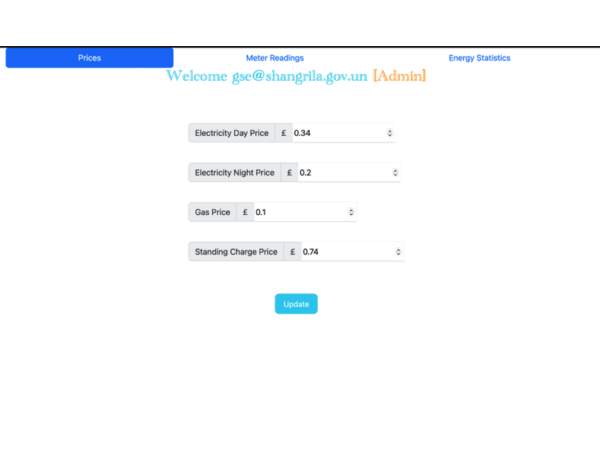 Prices Meter Readings Energy Statistics
Welcome gse@shangrila.gov.un [Admin]
Electricity Day Price £ 0.34
Electricity Night Price £ 0.2
Gas Price £ 0.1
Standing Charge Price £ 0.74
Update